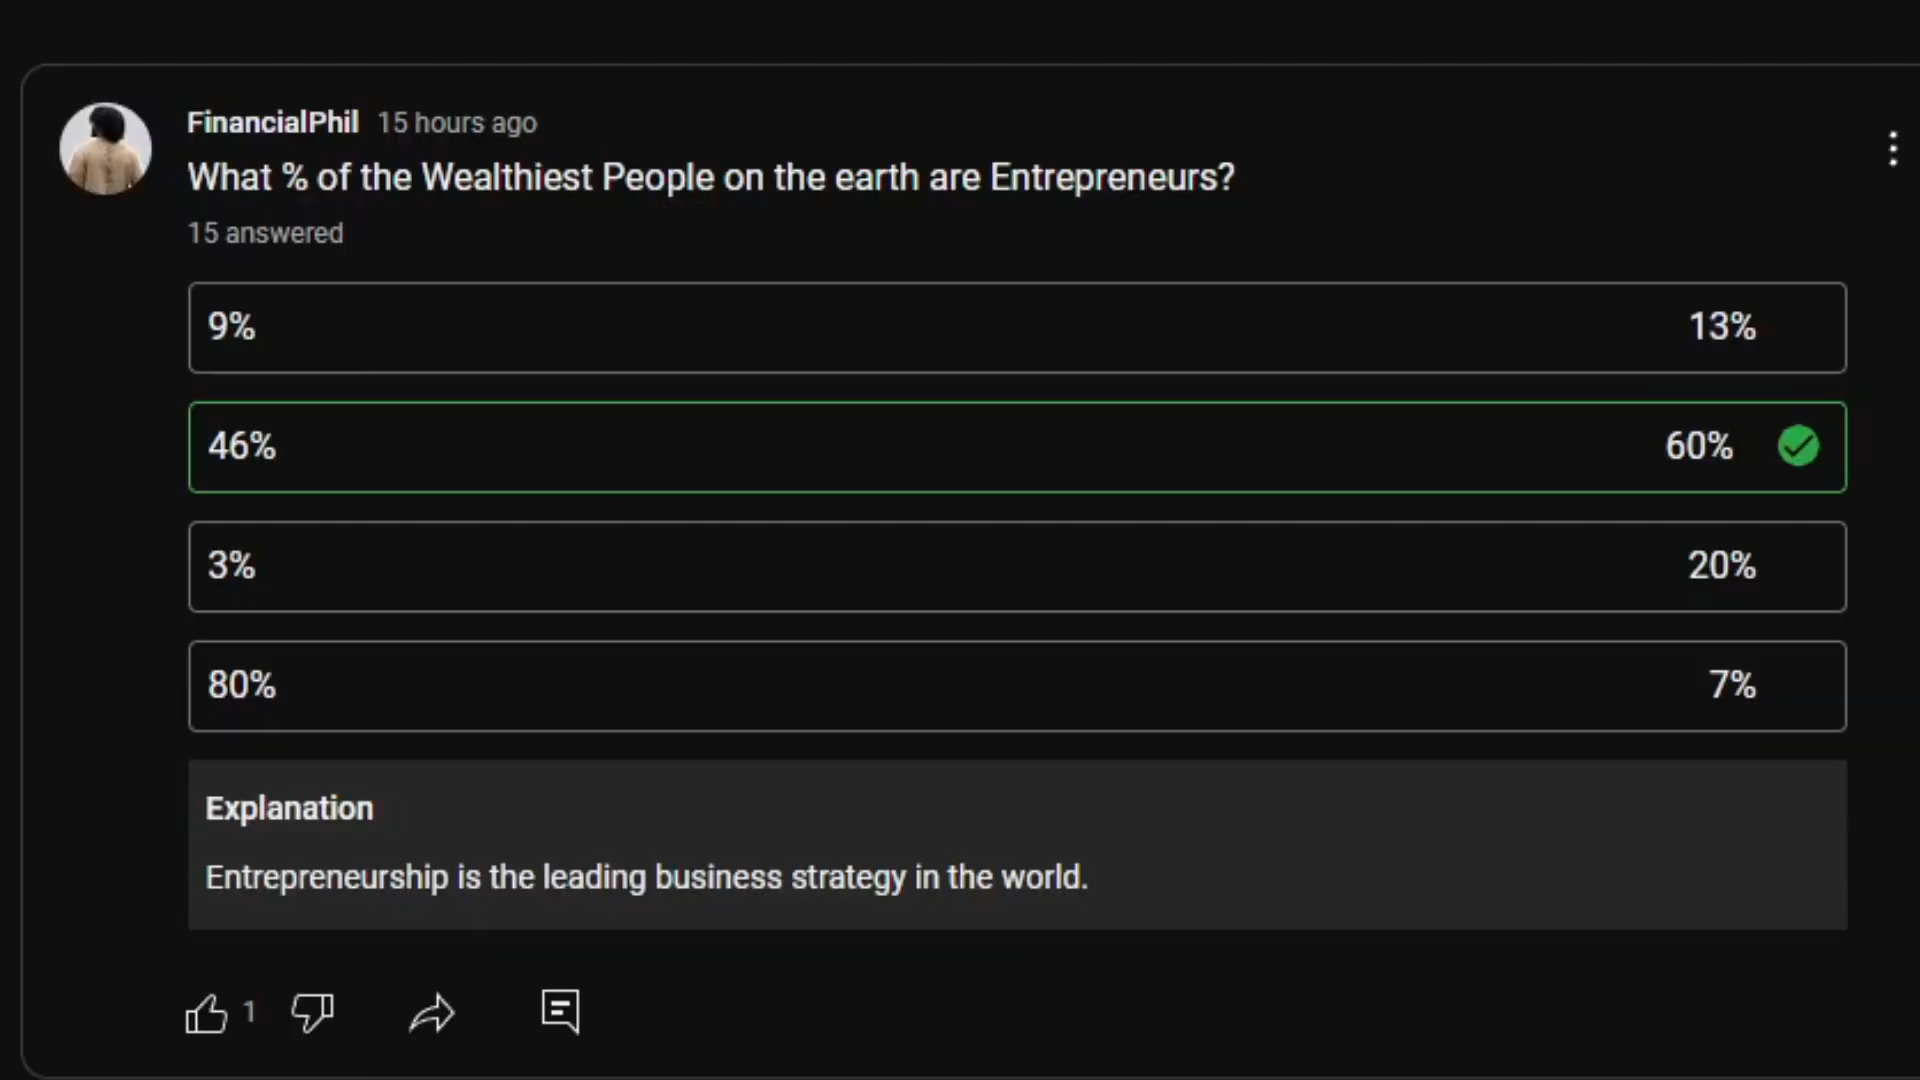 FinancialPhil 15 hours ago
What % of the Wealthiest People on the earth are Entrepreneurs?
15 answered
9% 13%
46% 60%
3% 20%
80% 7%
Explanation
Entrepreneurship is the leading business strategy in the world.
1